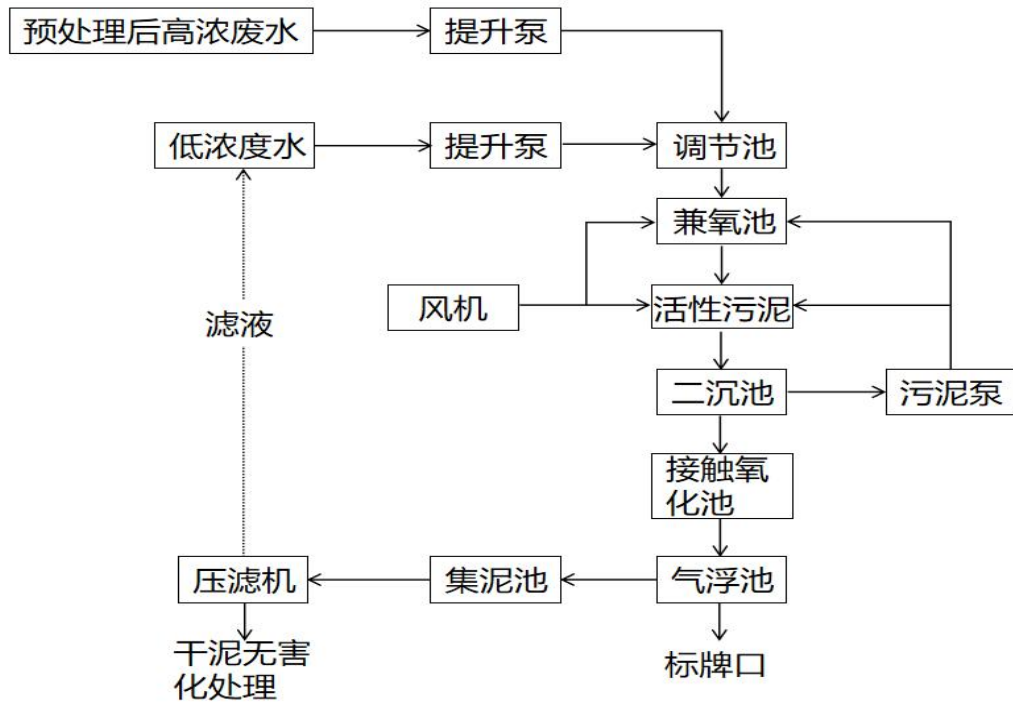 预处理后高浓废水
提升泵
低浓度水
提升泵
调节池
兼氧池
风机
活性污泥
滤液
二沉池
污泥泵
接触氧
化池
压滤机
集泥池
气浮池
干泥无害
化处理
标牌口